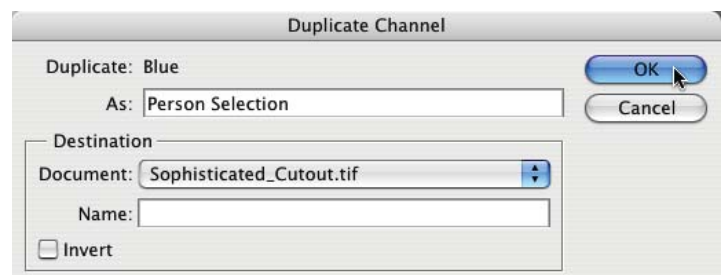 Duplicate Channel
Duplicate: Blue
OK
As: Person Selection
Cancel
Destination
Document: Sophisticated_Cutout.tif
Name:
Invert